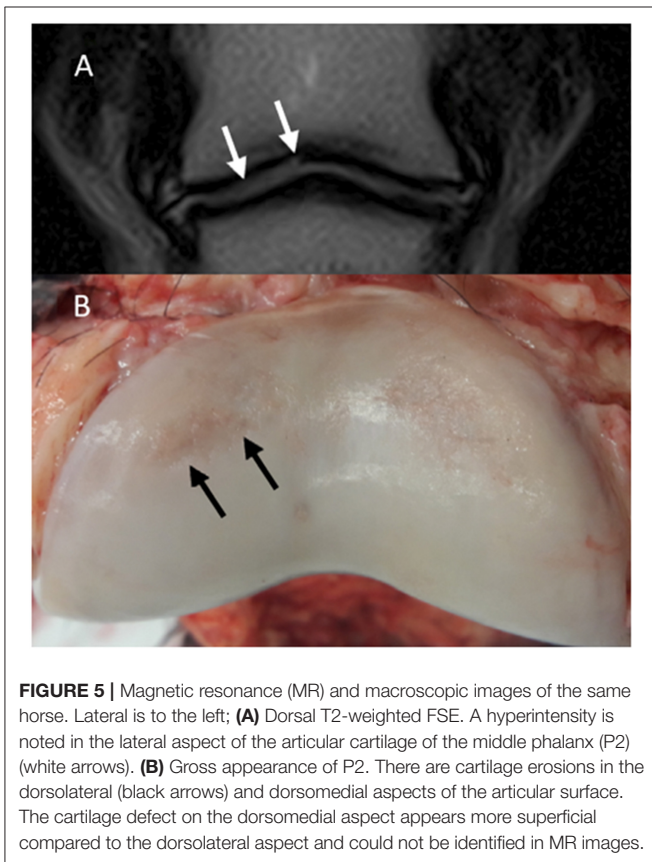 A
B
FIGURE 5 | Magnetic resonance (MR) and macroscopic images of the same
horse. Lateral is to the left; (A) Dorsal T2-weighted FSE. A hyperintensity is
noted in the lateral aspect of the articular cartilage of the middle phalanx (P2)
(white arrows). (B) Gross appearance of P2. There are cartilage erosions in the
dorsolateral (black arrows) and dorsomedial aspects of the articular surface.
The cartilage defect on the dorsomedial aspect appears more superficial
compared to the dorsolateral aspect and could not be identified in MR images.